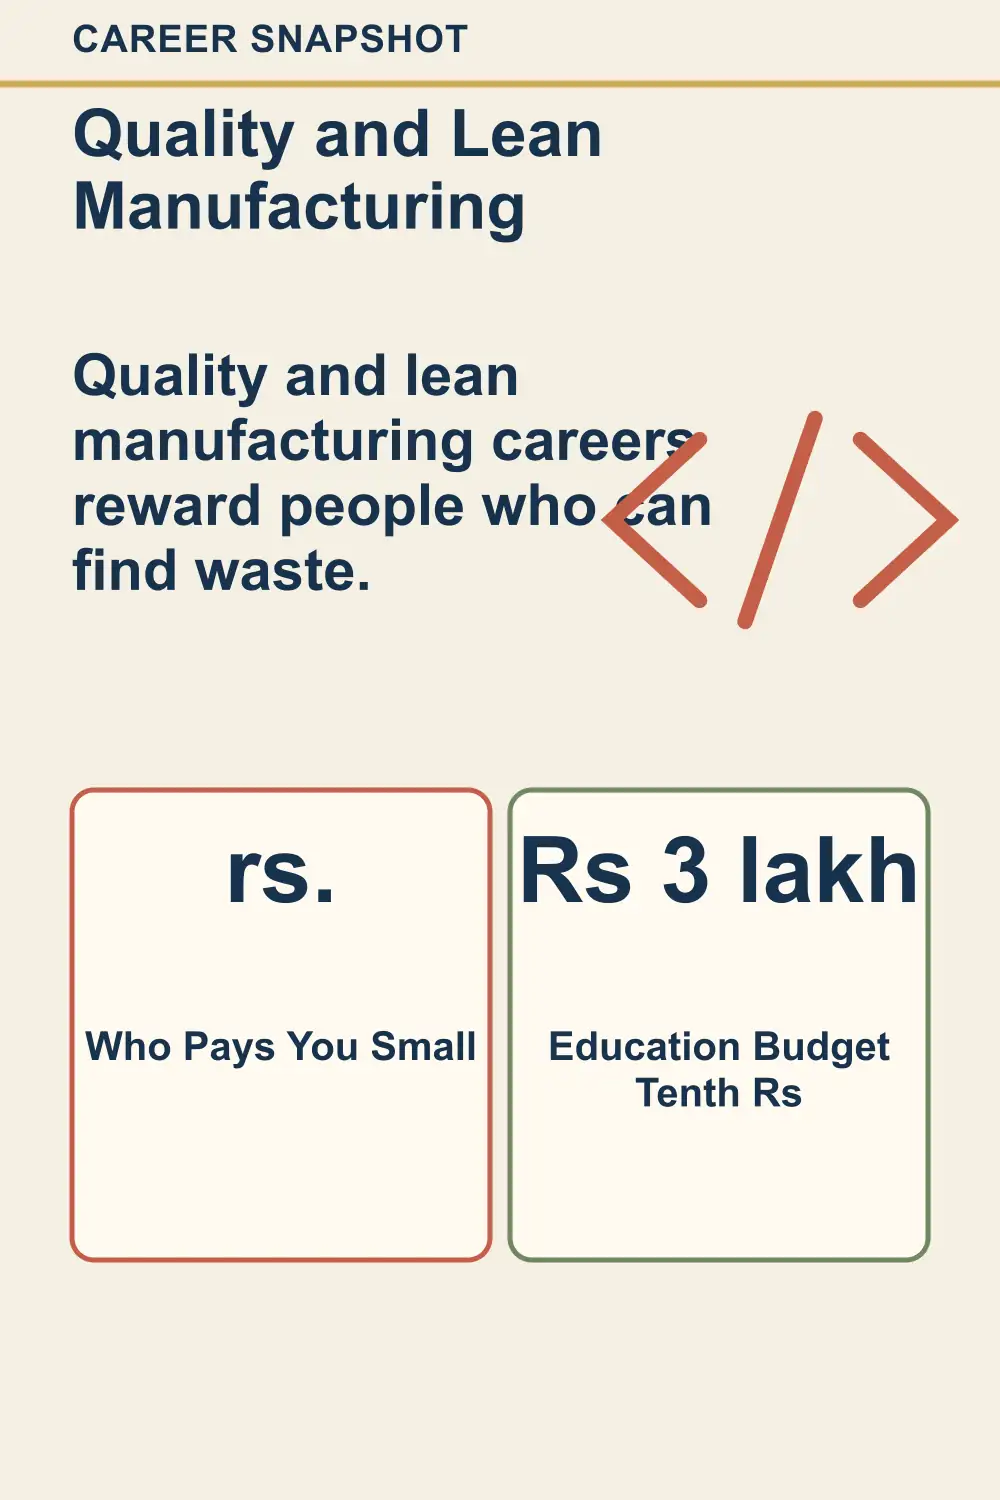 CAREER SNAPSHOT
Quality and Lean
Manufacturing
Quality and lean
manufacturing careers
reward people who can
find waste.
</>
rs.
Who Pays You Small
Rs 3 lakh
Education Budget
Tenth Rs